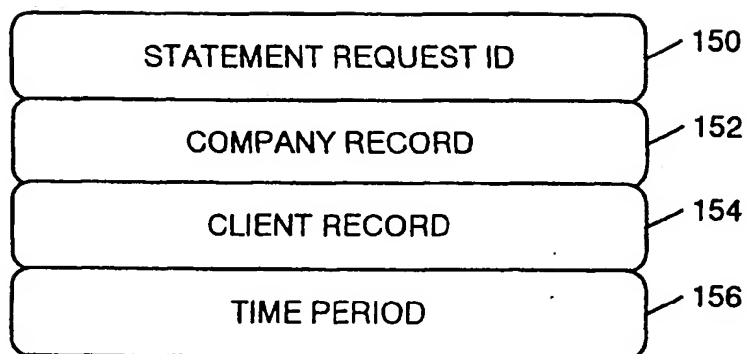 STATEMENT REQUEST ID 150
COMPANY RECORD 152
CLIENT RECORD 154
TIME PERIOD 156